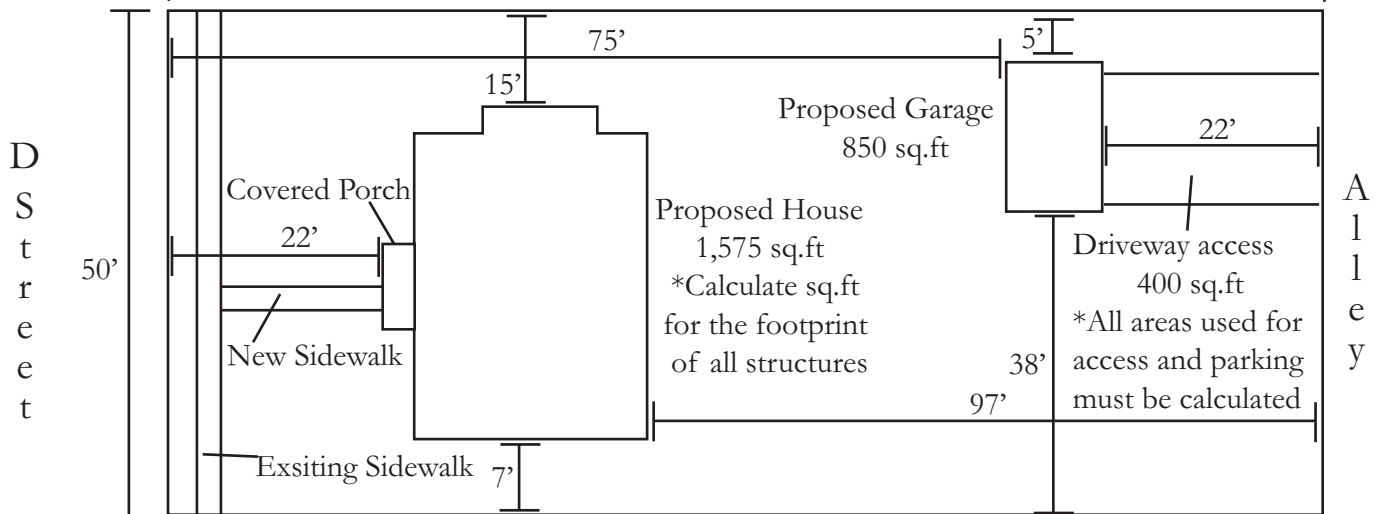 75’
5’
15’
Proposed Garage
850 sq.ft
22’
D Street
Alley
Covered Porch
22’
50’
Proposed House
1,575 sq.ft
*Calculate sq.ft
for the footprint
of all structures
Driveway access
400 sq.ft
*All areas used for
access and parking
must be calculated
New Sidewalk
38’
97’
Exsiting Sidewalk
7’